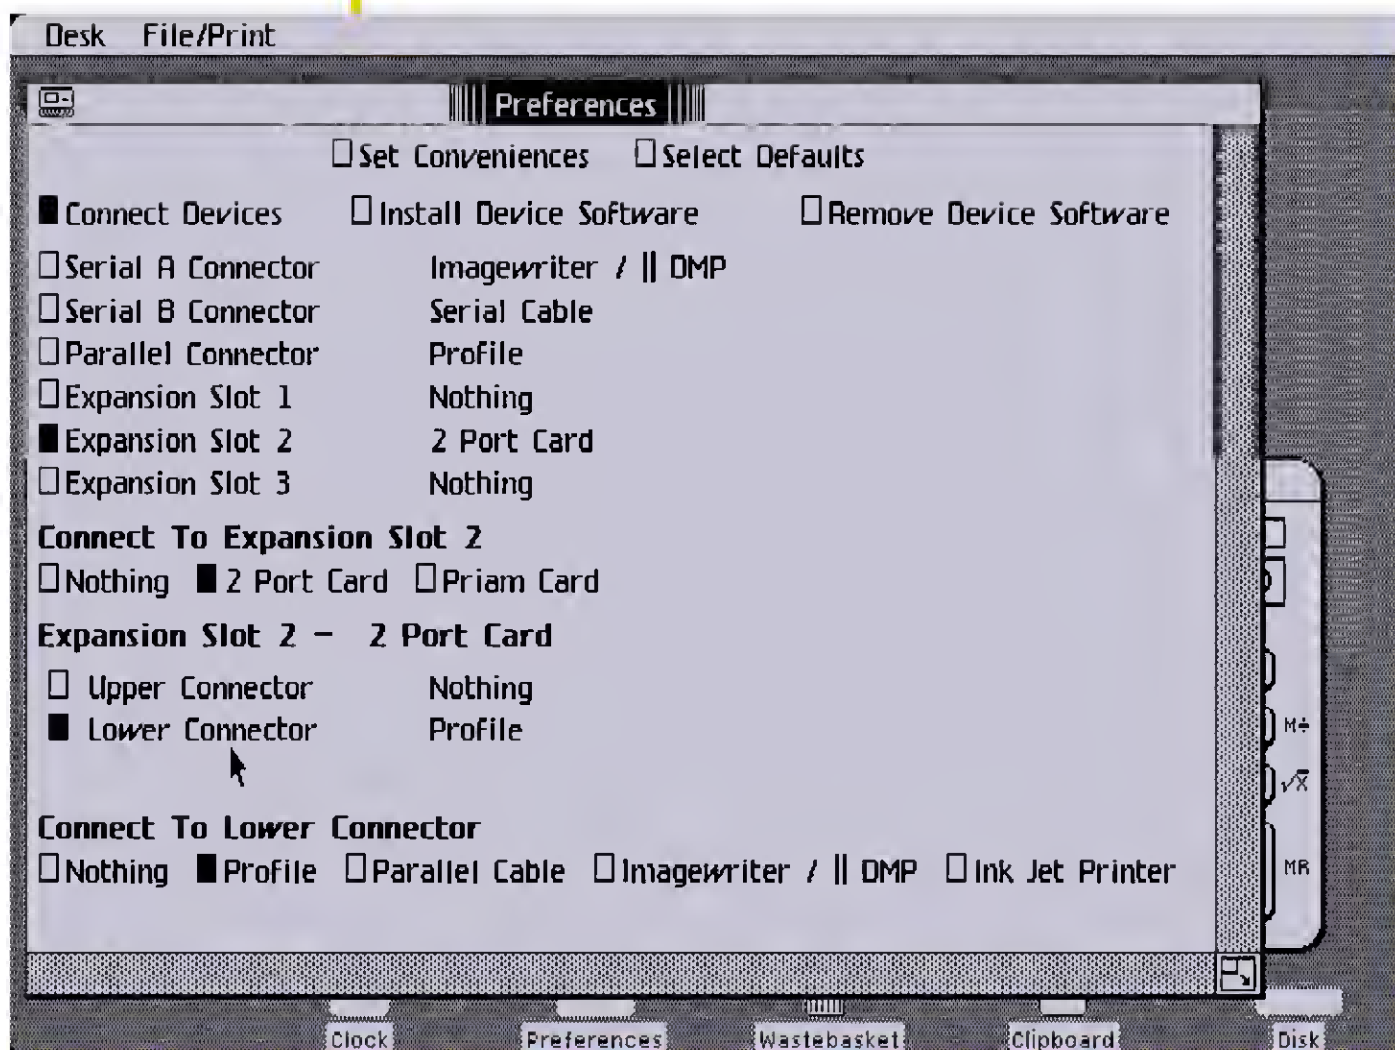 Desk File/Print
Preferences
Set Conveniences Select Defaults
Connect Devices Install Device Software Remove Device Software
Serial A Connector Imagewriter / || DMP
Serial B Connector Serial Cable
Parallel Connector Profile
Expansion Slot 1 Nothing
Expansion Slot 2 2 Port Card
Expansion Slot 3 Nothing
Connect To Expansion Slot 2
Nothing 2 Port Card Priam Card
Expansion Slot 2 – 2 Port Card
Upper Connector Nothing
Lower Connector Profile
M÷
√X
Connect To Lower Connector
Nothing Profile Parallel Cable Imagewriter / || DMP Ink Jet Printer
MR
Clock Preferences Wastebasket Clipboard Disk